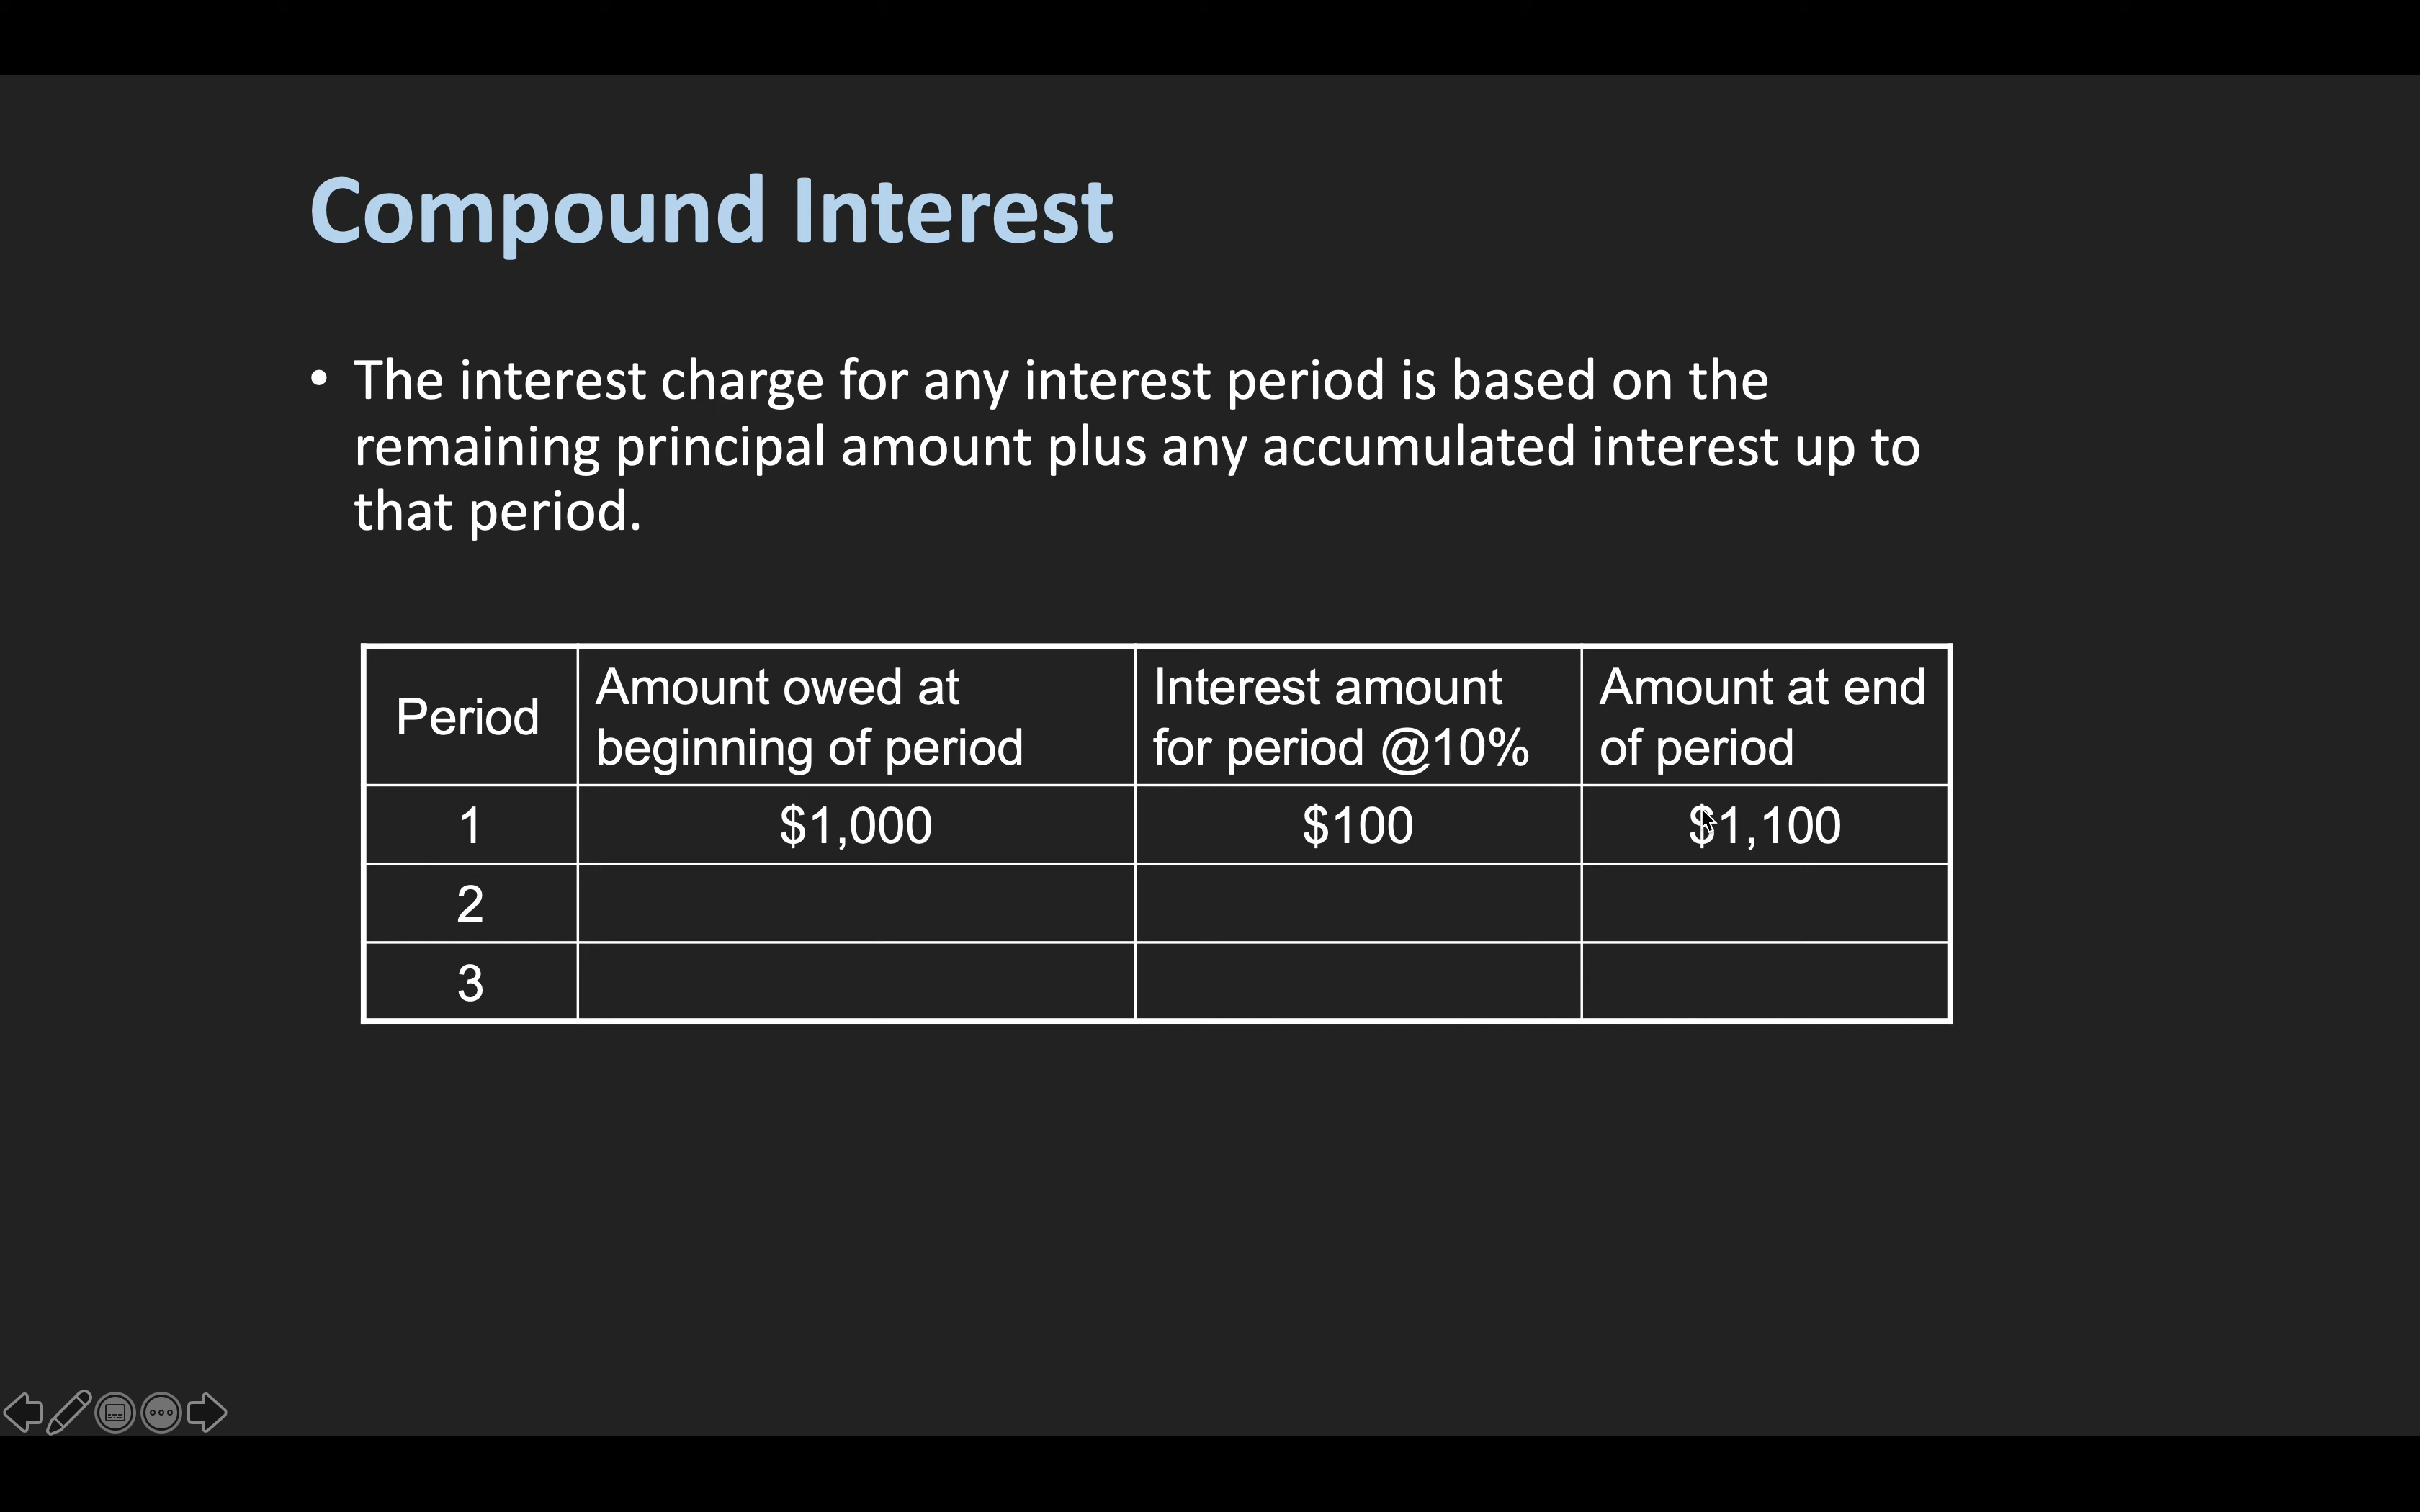 Compound Interest
• The interest charge for any interest period is based on the
remaining principal amount plus any accumulated interest up to
that period.
Period
Amount owed at
beginning of period
Interest amount
for period @10%
Amount at end
of period
1 $1,000 $100 $1,100
2
3